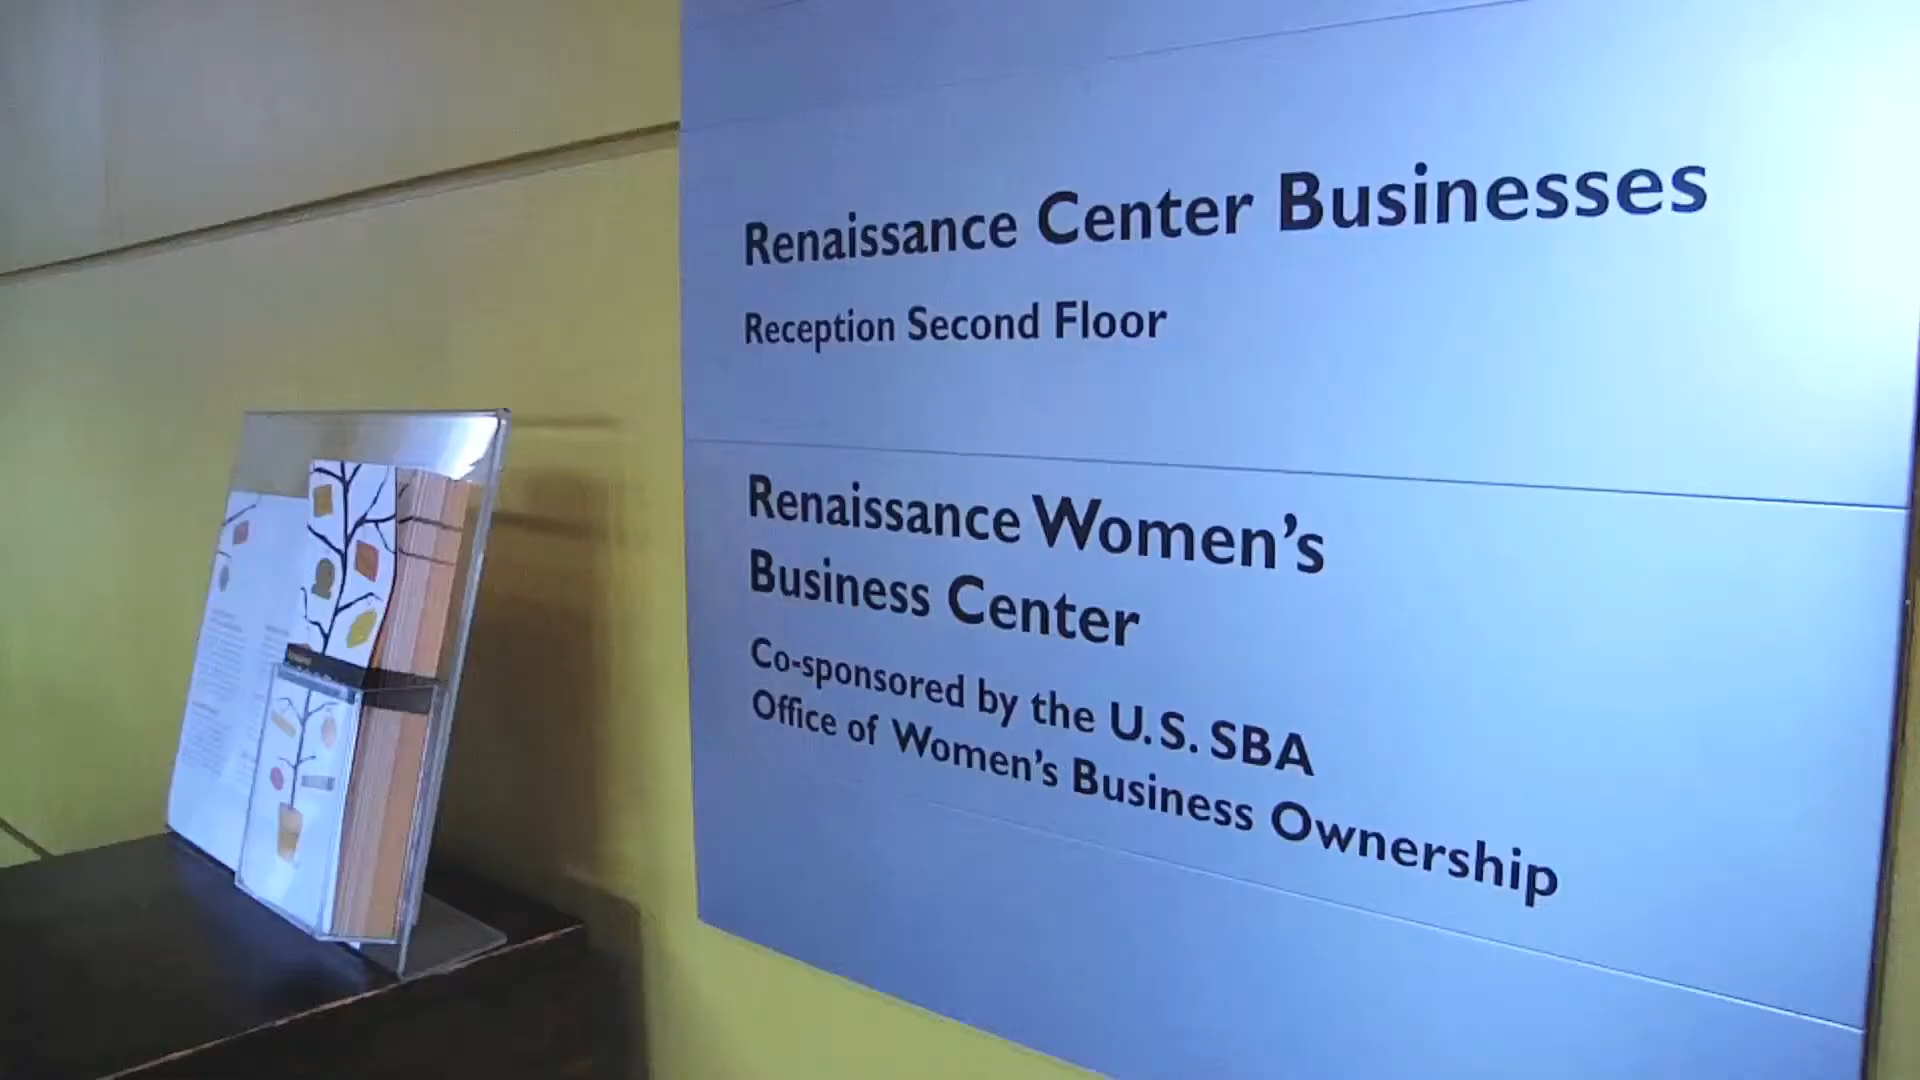 Renaissance Center Businesses
Reception Second Floor
Renaissance Women's
Business Center
Co-sponsored by the U.S. SBA
Office of Women's Business Ownership